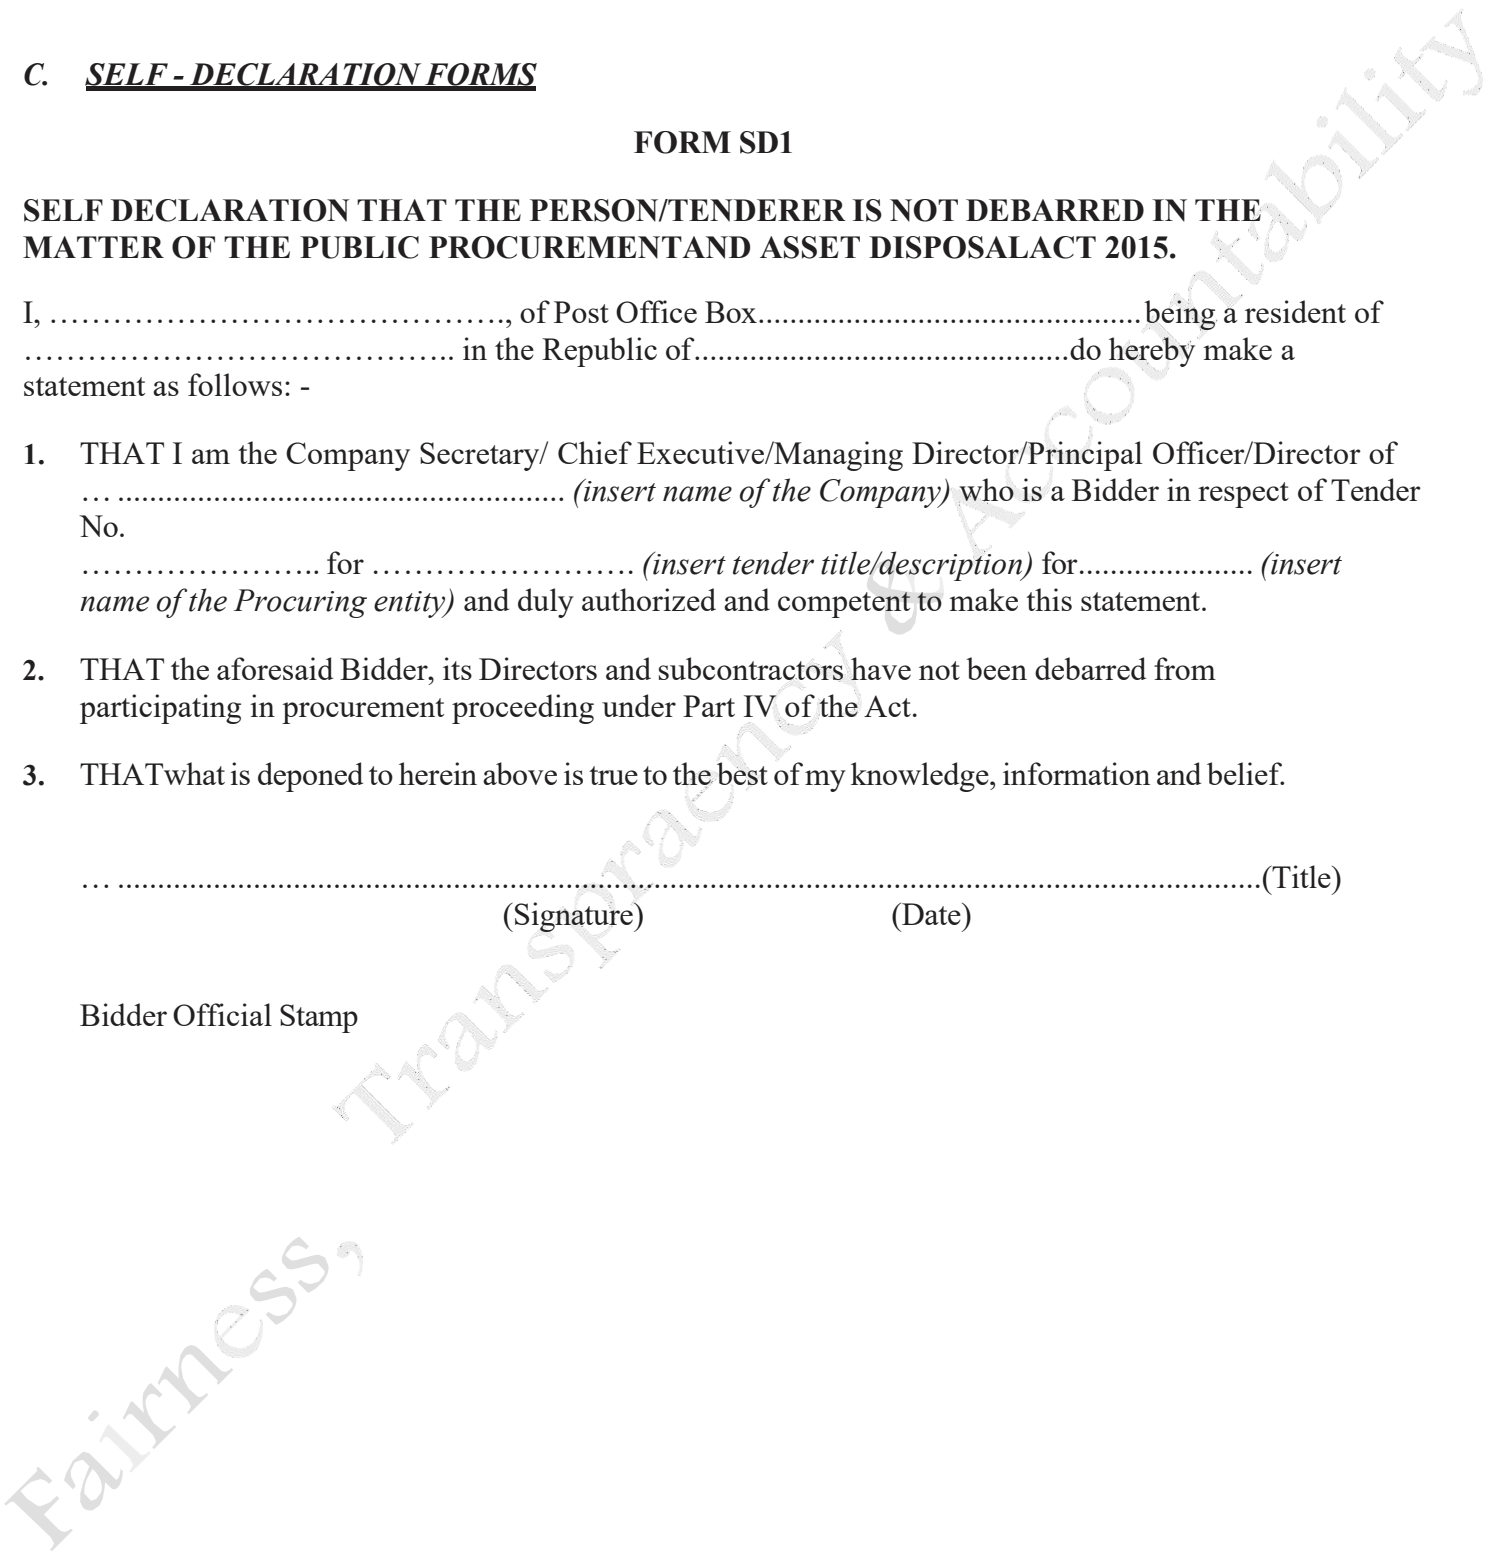 C. SELF - DECLARATION FORMS
FORM SD1
SELF DECLARATION THAT THE PERSON/TENDERER IS NOT DEBARRED IN THE
MATTER OF THE PUBLIC PROCUREMENTAND ASSET DISPOSALACT 2015.
I, ……………………………………., of Post Office Box................................................being a resident of
…………………………………. in the Republic of...............................................do hereby make a
statement as follows: -
1. THAT I am the Company Secretary/ Chief Executive/Managing Director/Principal Officer/Director of
… ........................................................ (insert name of the Company) who is a Bidder in respect of Tender
No.
………………….. for ……………………. (insert tender title/description) for...................... (insert
name of the Procuring entity) and duly authorized and competent to make this statement.
2. THAT the aforesaid Bidder, its Directors and subcontractors have not been debarred from
participating in procurement proceeding under Part IV of the Act.
3. THATwhat is deponed to herein above is true to the best of my knowledge, information and belief.
… ...............................................................................................................................................(Title)
(Signature) (Date)
Bidder Official Stamp
Fairness, Transpraency & Accountability